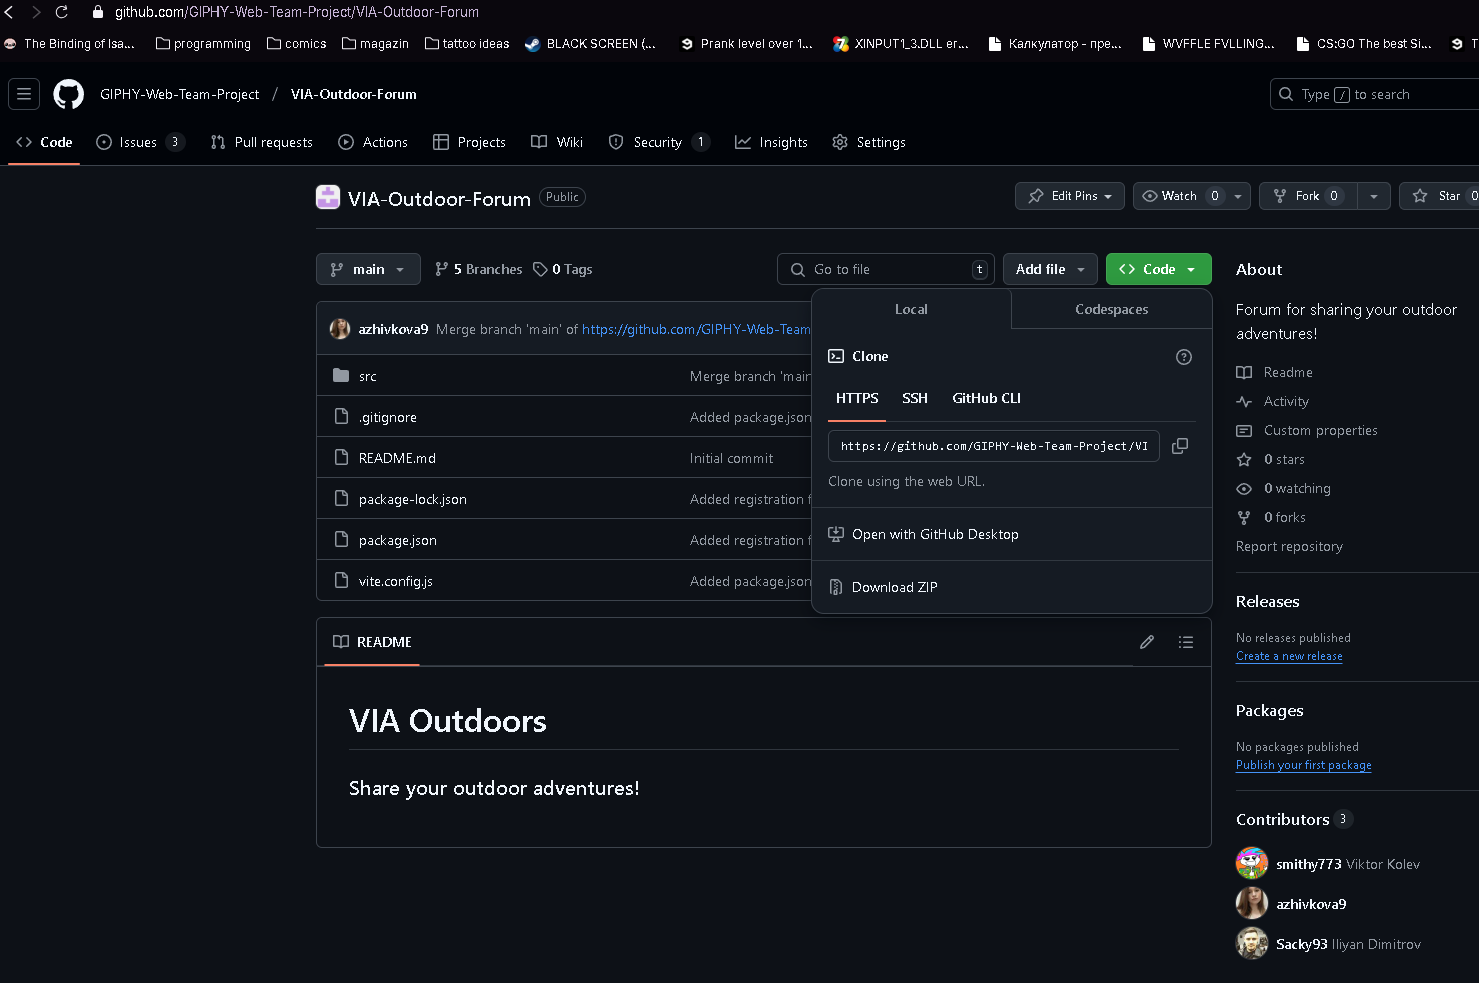 github.com/GIPHY-Web-Team-Project/VIA-Outdoor-Forum
The Binding of Isa... programming comics magazin tattoo ideas BLACK SCREEN (... Prank level over 1... XINPUT1_3.DLL er... Калкулатор - пре... WVFFLE FVLLING... CS:GO The best Si... T
GIPHY-Web-Team-Project / VIA-Outdoor-Forum
Type / to search
Code Issues 3 Pull requests Actions Projects Wiki Security 1 Insights Settings
VIA-Outdoor-Forum Public
Edit Pins Watch 0 Fork 0 Star 0
main 5 Branches 0 Tags
Go to file t Add file Code
azhivkova9 Merge branch 'main' of https://github.com/GIPHY-Web-Team
src Merge branch 'main
.gitignore Added package.json
README.md Initial commit
package-lock.json Added registration f
package.json Added registration f
vite.config.js Added package.json
Local Codespaces
Clone
HTTPS SSH GitHub CLI
https://github.com/GIPHY-Web-Team-Project/VI
Clone using the web URL.
Open with GitHub Desktop
Download ZIP
README
VIA Outdoors
Share your outdoor adventures!
About
Forum for sharing your outdoor
adventures!
Readme
Activity
Custom properties
0 stars
0 watching
0 forks
Report repository
Releases
No releases published
Create a new release
Packages
No packages published
Publish your first package
Contributors 3
smithy773 Viktor Kolev
azhivkova9
Sacky93 Iliyan Dimitrov